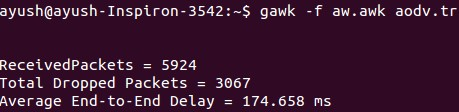 ayush@ayush-Inspiron-3542:~$ gawk -f aw.awk aodv.tr
ReceivedPackets = 5924
Total Dropped Packets = 3067
Average End-to-End Delay = 174.658 ms